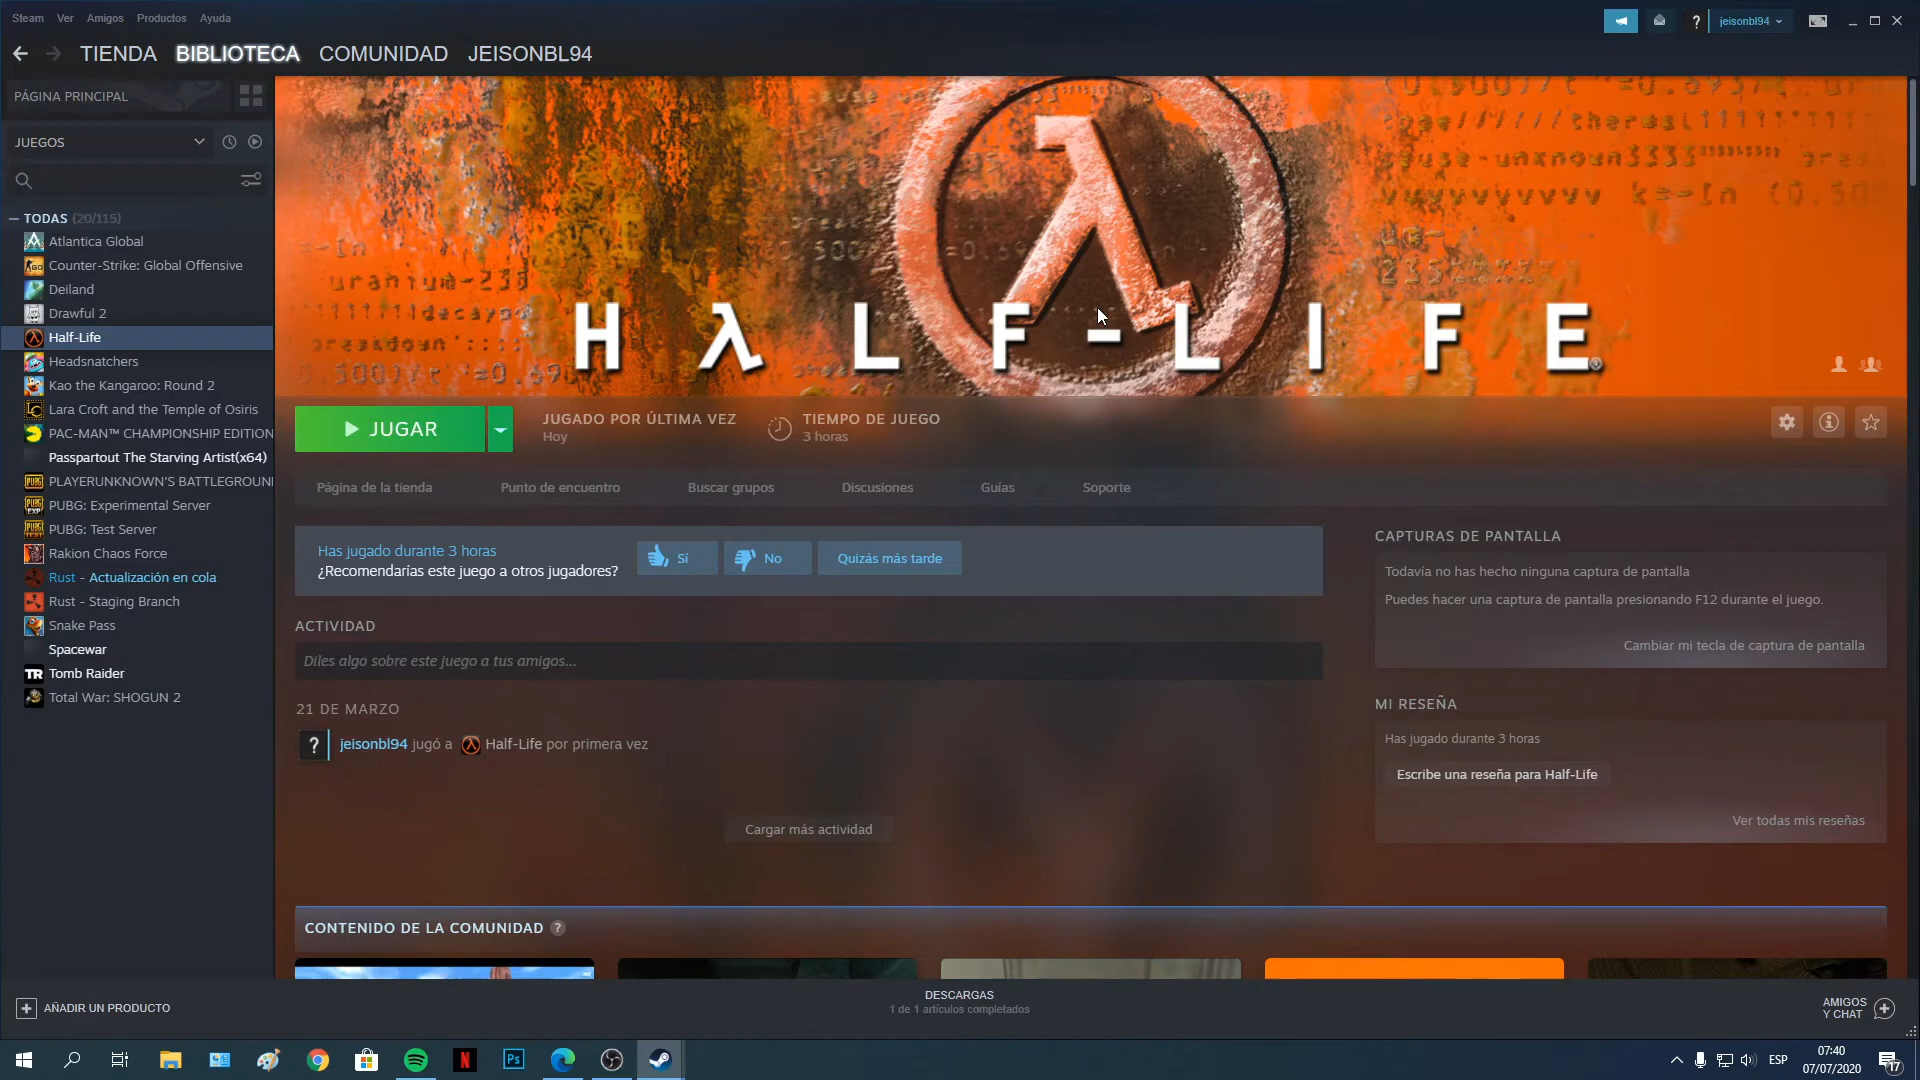 Steam Ver Amigos Productos Ayuda
jeisonbl94
TIENDA BIBLIOTECA COMUNIDAD JEISONBL94
PÁGINA PRINCIPAL
JUEGOS
TODAS (20/115)
Atlantica Global
Counter-Strike: Global Offensive
Deiland
Drawful 2
Half-Life
Headsnatchers
Kao the Kangaroo: Round 2
Lara Croft and the Temple of Osiris
PAC-MAN™ CHAMPIONSHIP EDITION
Passpartout The Starving Artist(x64)
PLAYERUNKNOWN'S BATTLEGROUN
PUBG: Experimental Server
PUBG: Test Server
Rakion Chaos Force
Rust - Actualización en cola
Rust - Staging Branch
Snake Pass
Spacewar
Tomb Raider
Total War: SHOGUN 2
HλLF-LIFE®
JUGAR
JUGADO POR ÚLTIMA VEZ
Hoy
TIEMPO DE JUEGO
3 horas
Página de la tienda Punto de encuentro Buscar grupos Discusiones Guías Soporte
Has jugado durante 3 horas
¿Recomendarías este juego a otros jugadores?
Sí No Quizás más tarde
ACTIVIDAD
Diles algo sobre este juego a tus amigos...
21 DE MARZO
? jeisonbl94 jugó a Half-Life por primera vez
Cargar más actividad
CAPTURAS DE PANTALLA
Todavía no has hecho ninguna captura de pantalla
Puedes hacer una captura de pantalla presionando F12 durante el juego.
Cambiar mi tecla de captura de pantalla
MI RESEÑA
Has jugado durante 3 horas
Escribe una reseña para Half-Life
Ver todas mis reseñas
CONTENIDO DE LA COMUNIDAD ?
AÑADIR UN PRODUCTO
DESCARGAS
1 de 1 artículos completados
AMIGOS
Y CHAT
ESP
07:40
07/07/2020
17